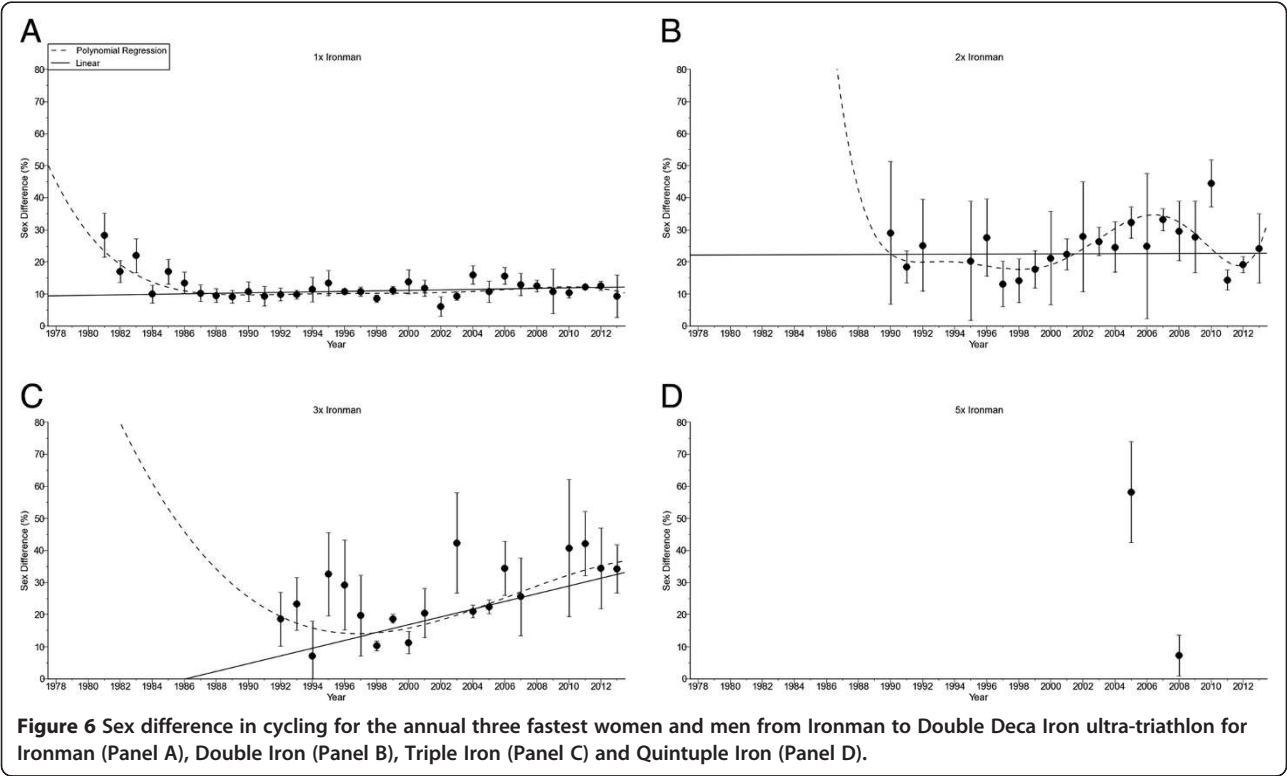 A
Polynomial Regression
Linear
1x Ironman
80
70
60
50
40
30
20
10
0
Sex Difference (%)
1978 1980 1982 1984 1986 1988 1990 1992 1994 1996 1998 2000 2002 2004 2006 2008 2010 2012
Year
B
2x Ironman
80
70
60
50
40
30
20
10
0
Sex Difference (%)
1978 1980 1982 1984 1986 1988 1990 1992 1994 1996 1998 2000 2002 2004 2006 2008 2010 2012
Year
C
3x Ironman
80
70
60
50
40
30
20
10
0
Sex Difference (%)
1978 1980 1982 1984 1986 1988 1990 1992 1994 1996 1998 2000 2002 2004 2006 2008 2010 2012
Year
D
5x Ironman
80
70
60
50
40
30
20
10
0
Sex Difference (%)
1978 1980 1982 1984 1986 1988 1990 1992 1994 1996 1998 2000 2002 2004 2006 2008 2010 2012
Year
Figure 6 Sex difference in cycling for the annual three fastest women and men from Ironman to Double Deca Iron ultra-triathlon for
Ironman (Panel A), Double Iron (Panel B), Triple Iron (Panel C) and Quintuple Iron (Panel D).